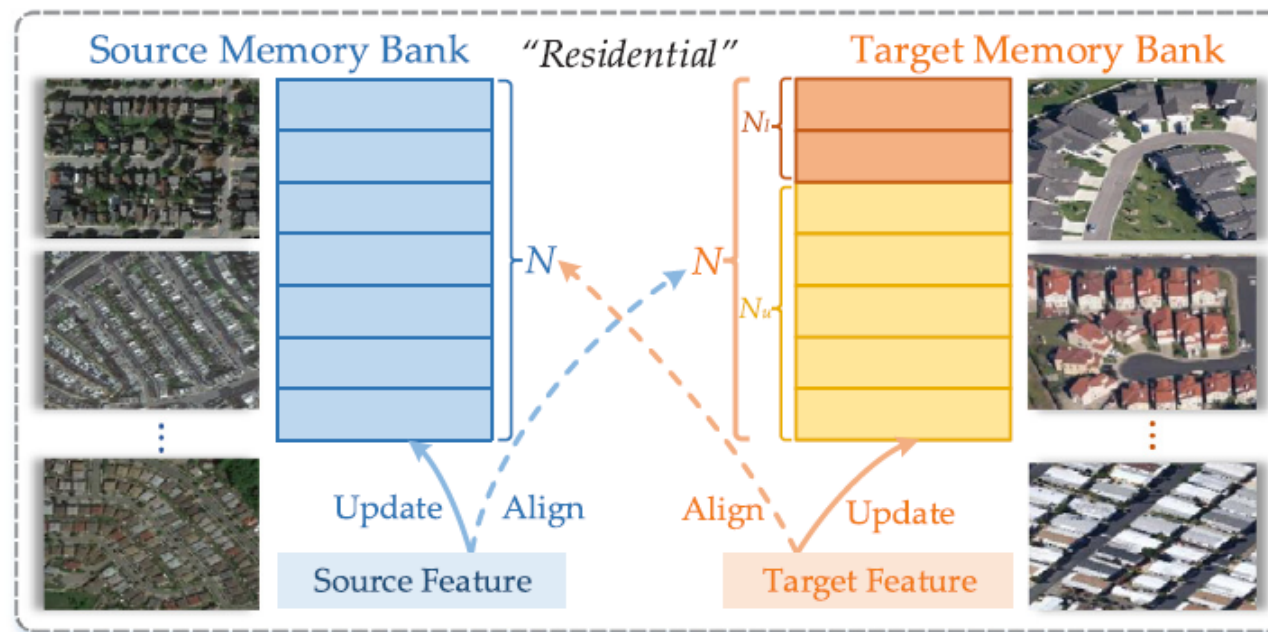 Source Memory Bank
"Residential"
Target Memory Bank
N
N
Nl
Nu
Update
Align
Align
Update
Source Feature
Target Feature